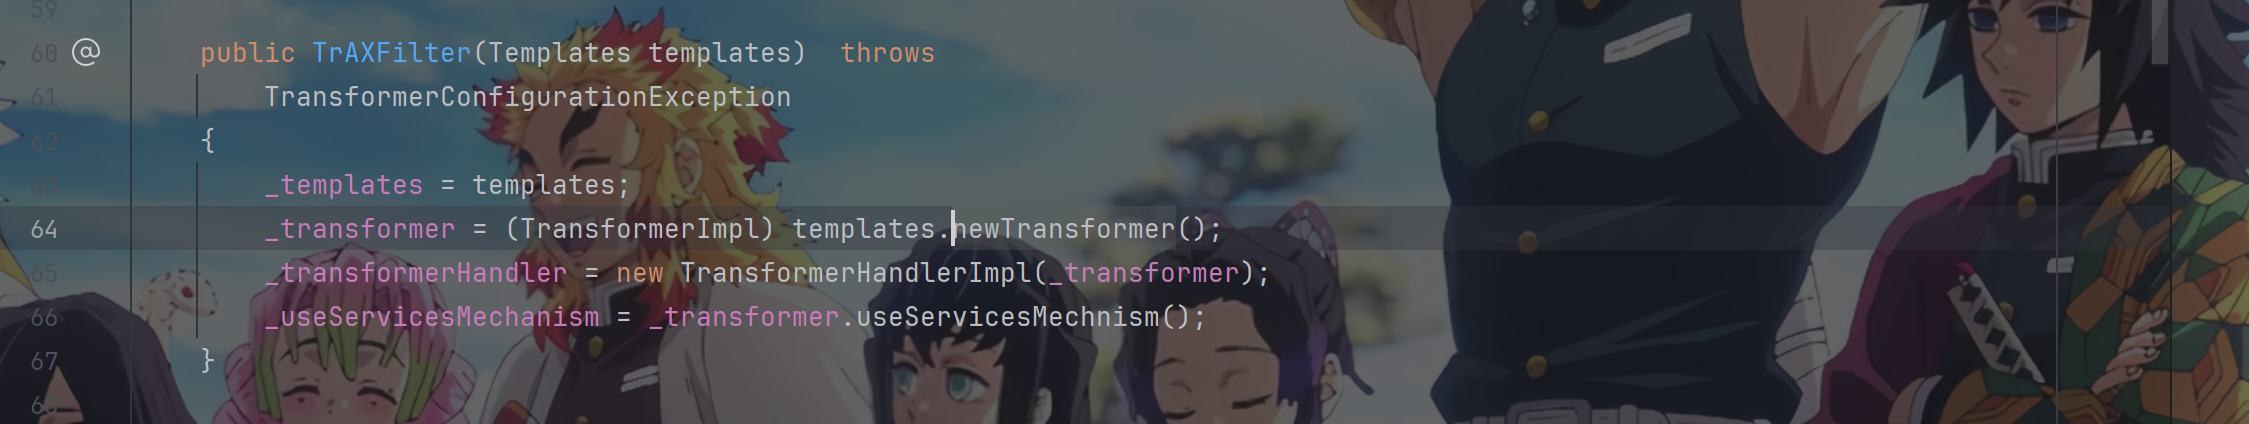 59
60 @ public TrAXFilter(Templates templates)  throws
61 TransformerConfigurationException
62 {
63 _templates = templates;
64 _transformer = (TransformerImpl) templates.newTransformer();
65 _transformerHandler = new TransformerHandlerImpl(_transformer);
66 _useServicesMechanism = _transformer.useServicesMechnism();
67 }
68